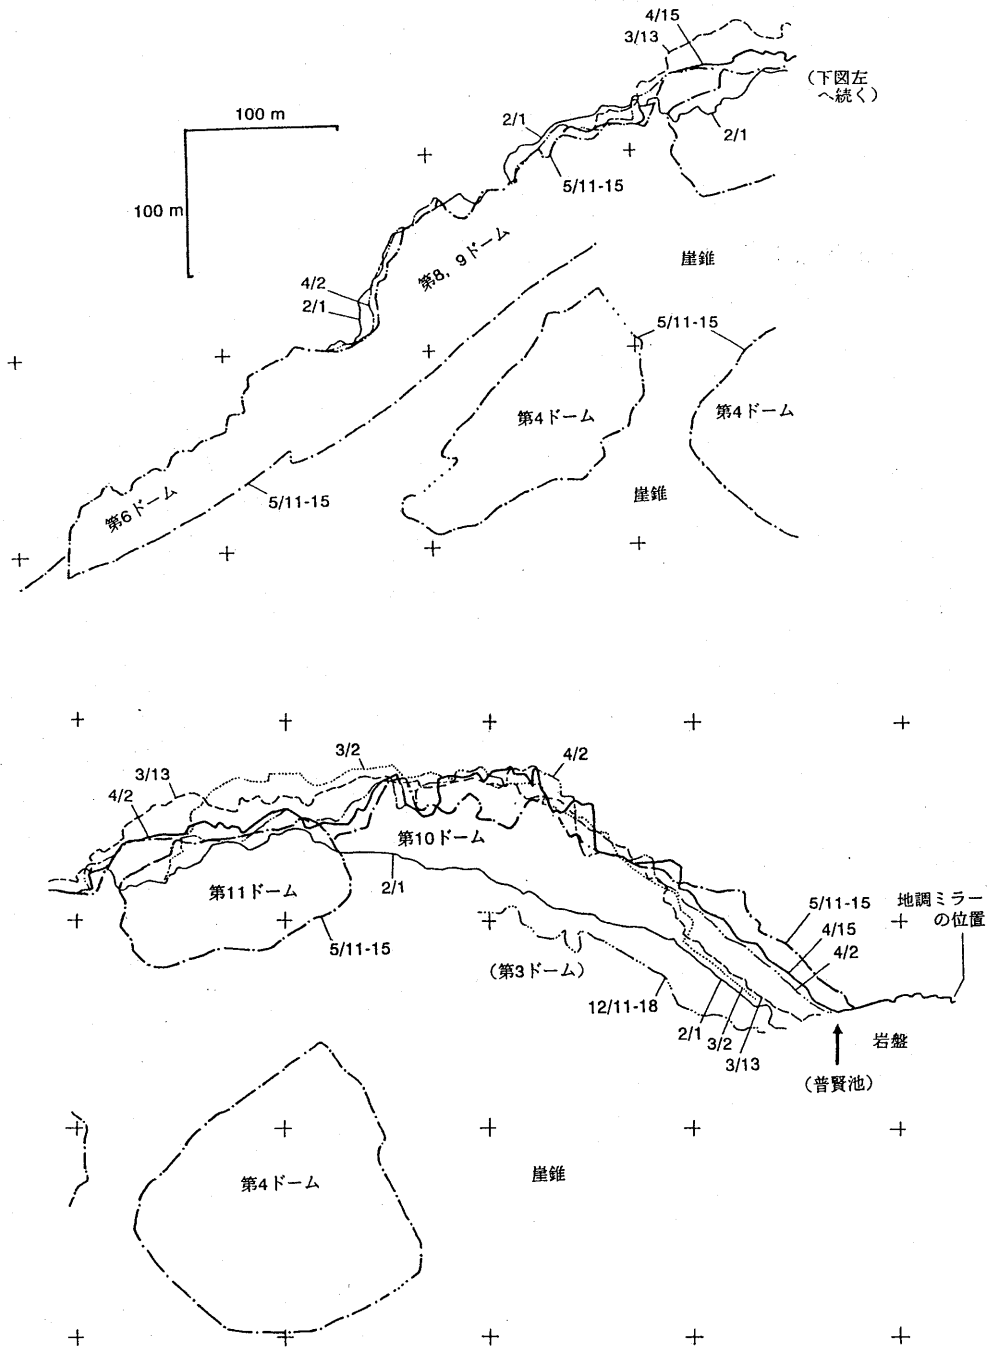 4/15
3/13
(下図左
へ続く)
100 m
2/1
2/1
5/11-15
100 m
第8, 9ドーム
崖錐
4/2
2/1
5/11-15
第4ドーム
第4ドーム
第6ドーム
5/11-15
崖錐
3/2
4/2
3/13
4/2
第10ドーム
2/1
第11ドーム
5/11-15
地調ミラー
の位置
5/11-15
4/15
4/2
(第3ドーム)
12/11-18
2/1
3/2
3/13
岩盤
(普賢池)
第4ドーム
崖錐